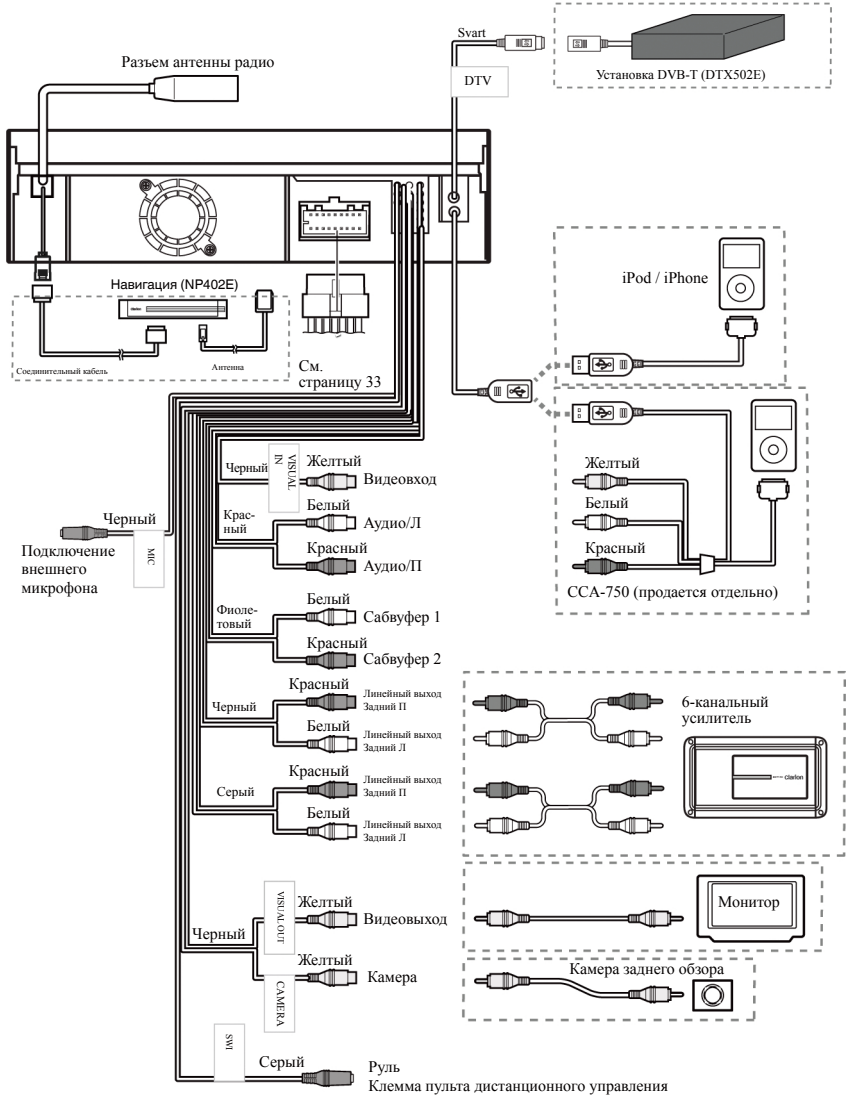 Svart
DTV
Установка DVB-T (DTX502E)
Разъем антенны радио
Навигация (NP402E)
Clarion
Соединительный кабель
Антенна
См.
страницу 33
iPod / iPhone
Желтый
Белый
Красный
CCA-750 (продается отдельно)
Черный
VISUAL
IN
Желтый
Видеовход
Крас-
ный
Белый
Аудио/Л
Красный
Аудио/П
Черный
MIC
Подключение
внешнего
микрофона
Фиоле-
товый
Белый
Сабвуфер 1
Красный
Сабвуфер 2
Черный
Красный
Линейный выход
Задний П
Белый
Линейный выход
Задний Л
Серый
Красный
Линейный выход
Задний П
Белый
Линейный выход
Задний Л
6-канальный
усилитель
clarion
Черный
VISUAL OUT
Желтый
Видеовыход
Монитор
CAMERA
Желтый
Камера
Камера заднего обзора
SWI
Серый
Руль
Клемма пульта дистанционного управления